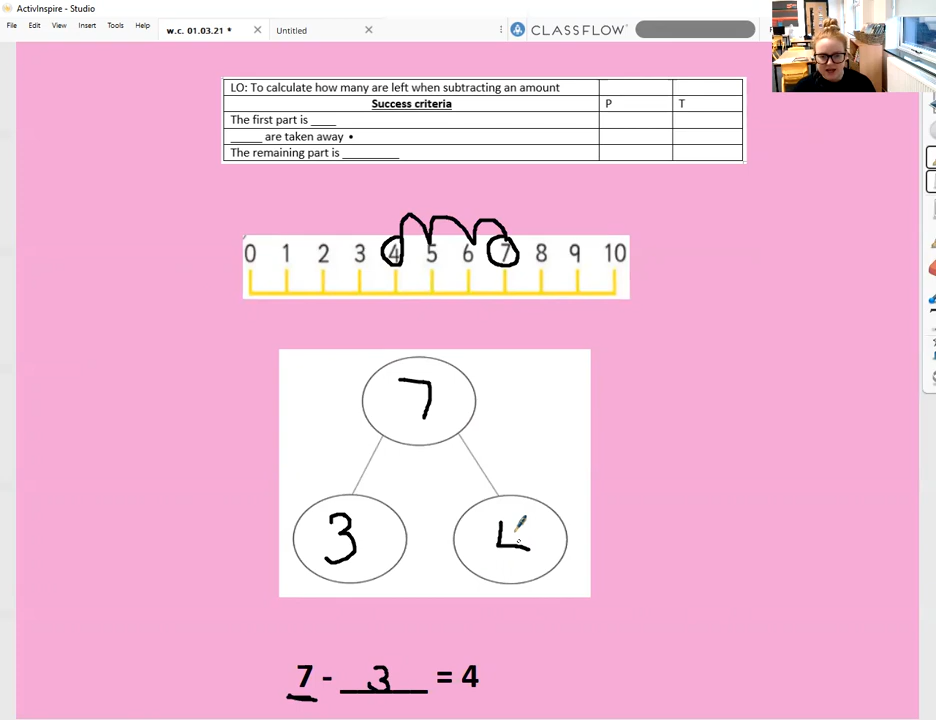 ActivInspire - Studio
File Edit View Insert Tools Help
w.c. 01.03.21 *
Untitled
CLASSFLOW
LO: To calculate how many are left when subtracting an amount
Success criteria P T
The first part is ____
_____ are taken away •
The remaining part is _________
0 1 2 3 4 5 6 7 8 9 10
7
3 4
7 - 3 = 4